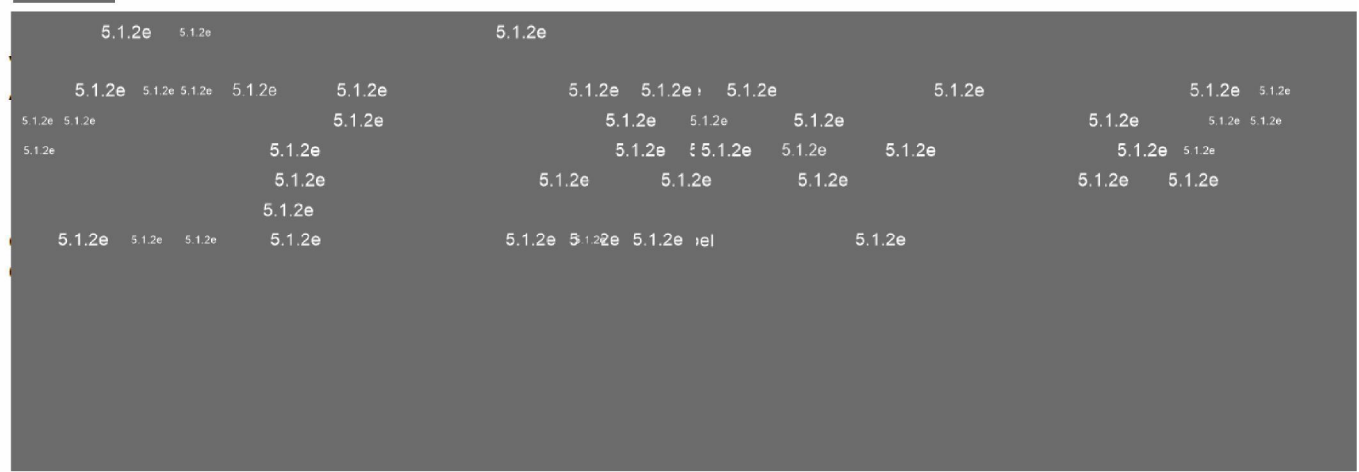 5.1.2e 5.1.2e 5.1.2e
5.1.2e 5.1.2e 5.1.2e 5.1.2e 5.1.2e 5.1.2e 5.1.2e 5.1.2e 5.1.2e 5.1.2e 5.1.2e
5.1.2e 5.1.2e 5.1.2e 5.1.2e 5.1.2e 5.1.2e 5.1.2e 5.1.2e 5.1.2e
5.1.2e 5.1.2e 5.1.2e 5.1.2e 5.1.2e 5.1.2e 5.1.2e 5.1.2e
5.1.2e 5.1.2e 5.1.2e 5.1.2e 5.1.2e 5.1.2e
5.1.2e
5.1.2e 5.1.2e 5.1.2e 5.1.2e 5.1.2e 5.1.2e 5.1.2e 5.1.2e